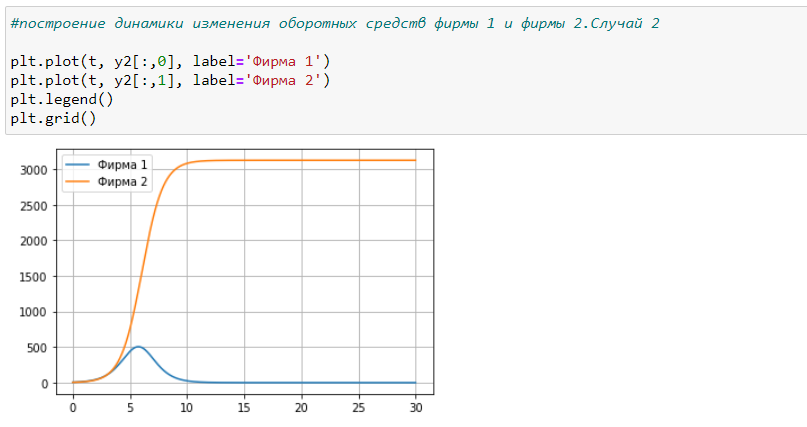 #построение динамики изменения оборотных средств фирмы 1 и фирмы 2.Случай 2
plt.plot(t, y2[:,0], label='Фирма 1')
plt.plot(t, y2[:,1], label='Фирма 2')
plt.legend()
plt.grid()
Фирма 1
Фирма 2
3000
2500
2000
1500
1000
500
0
0 5 10 15 20 25 30